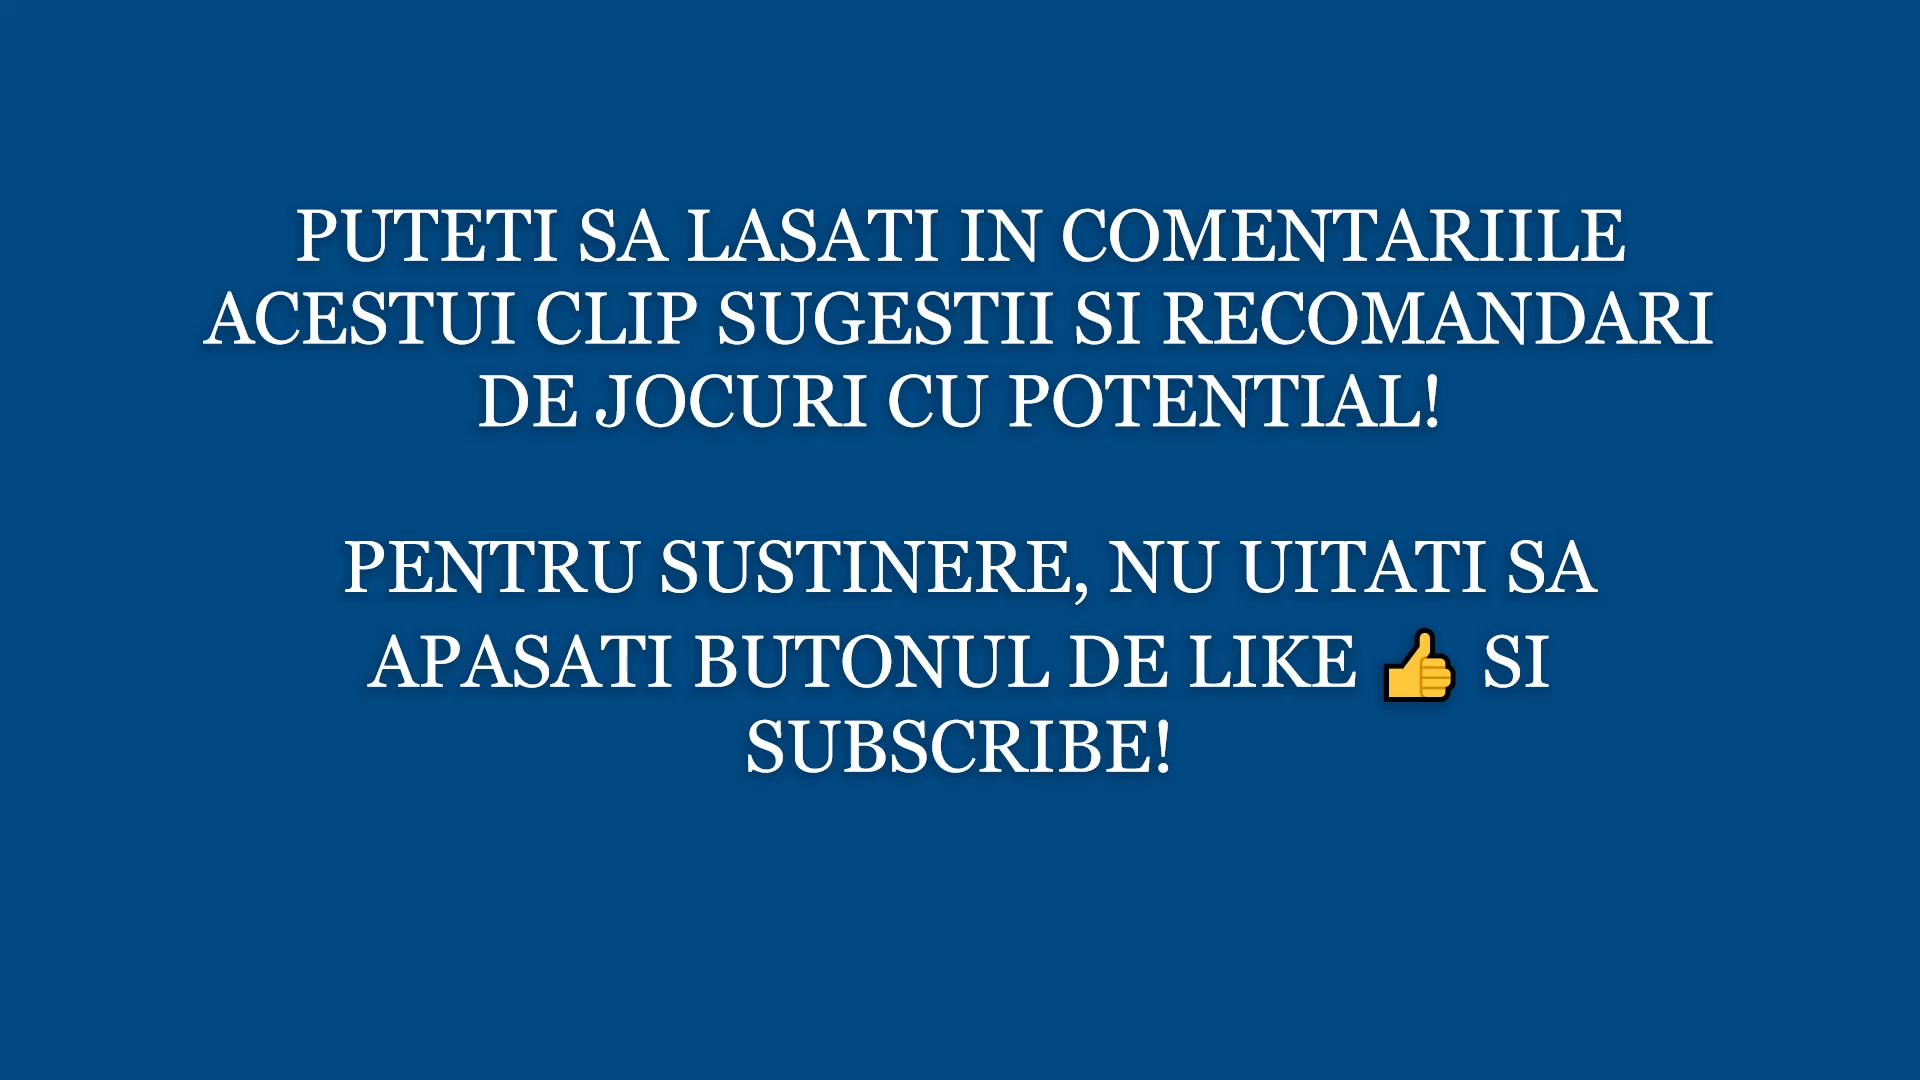 PUTETI SA LASATI IN COMENTARIILE
ACESTUI CLIP SUGESTII SI RECOMANDARI
DE JOCURI CU POTENTIAL!
PENTRU SUSTINERE, NU UITATI SA
APASATI BUTONUL DE LIKE 👍 SI
SUBSCRIBE!